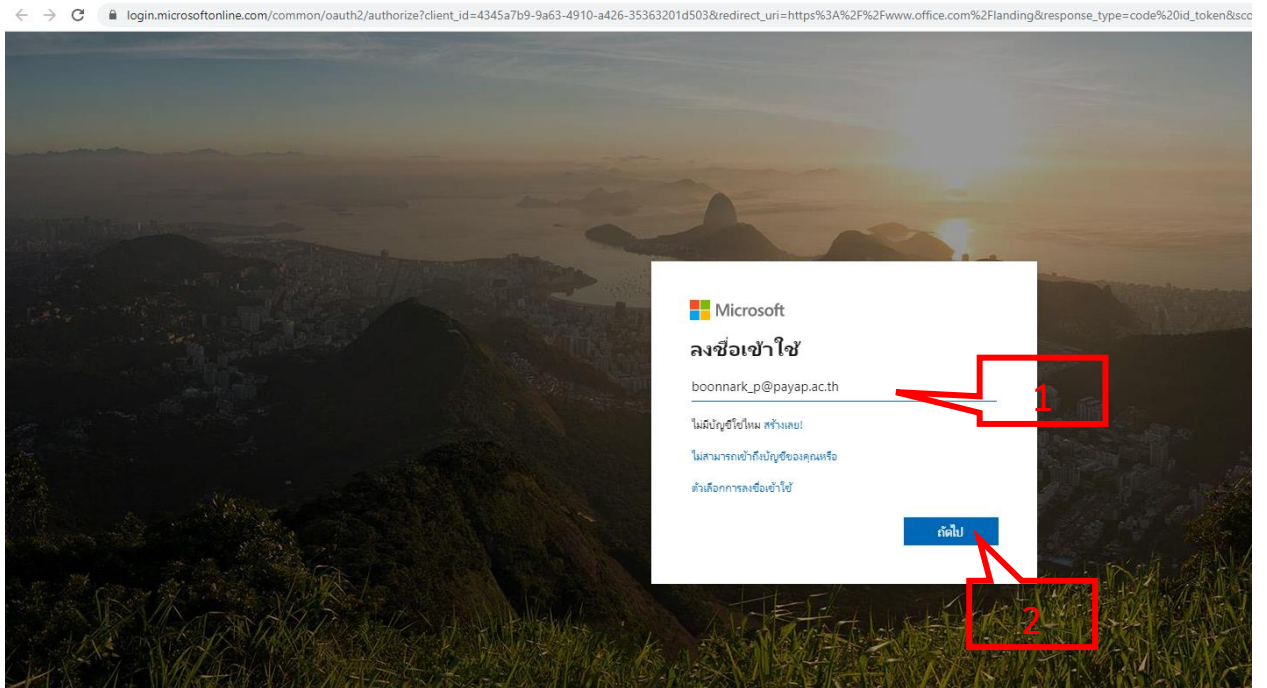 login.microsoftonline.com/common/oauth2/authorize?client_id=4345a7b9-9a63-4910-a426-35363201d503&redirect_uri=https%3A%2F%2Fwww.office.com%2Flanding&response_type=code%20id_token&sco
Microsoft
ลงชื่อเข้าใช้
boonnark_p@payap.ac.th
1
ไม่มีบัญชีใช่ไหม สร้างเลย!
ไม่สามารถเข้าถึงบัญชีของคุณหรือ
ตัวเลือกการลงชื่อเข้าใช้
ถัดไป
2